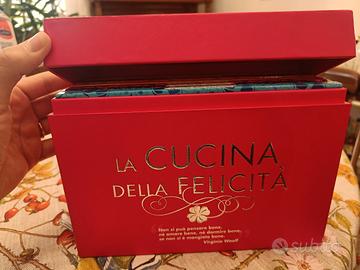 LA CUCINA
DELLA FELICITÀ
Non si può pensare bene,
né amare bene, né dormire bene,
se non si è mangiato bene.
Virginia Woolf
subito